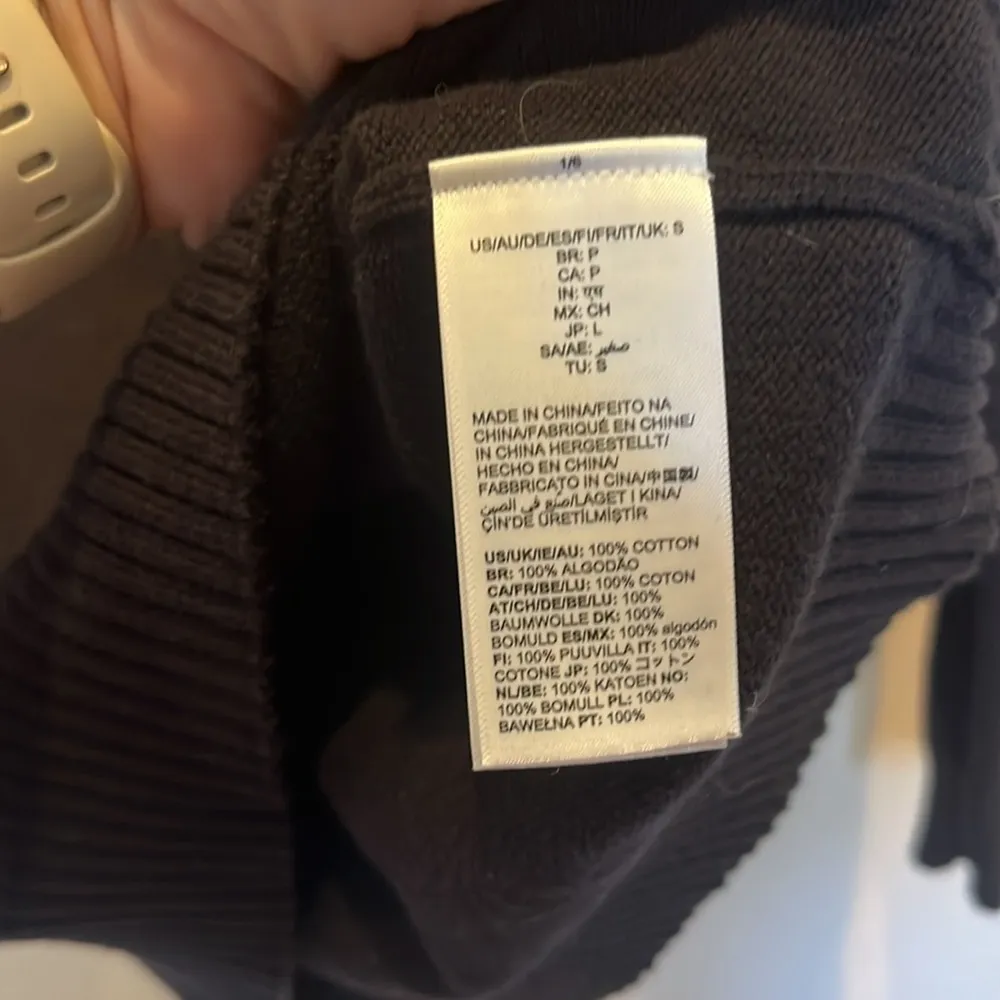 1/6
US/AU/DE/ES/FI/FR/IT/UK: S
BR: P
CA: P
IN: एस
MX: CH
JP: L
SA/AE: صغير
TU: S
MADE IN CHINA/FEITO NA
CHINA/FABRIQUÉ EN CHINE/
IN CHINA HERGESTELLT/
HECHO EN CHINA/
FABBRICATO IN CINA/中国製/
صنع في الصين/LAGET I KINA/
ÇİN'DE ÜRETİLMİŞTİR
US/UK/IE/AU: 100% COTTON
BR: 100% ALGODÃO
CA/FR/BE/LU: 100% COTON
AT/CH/DE/BE/LU: 100%
BAUMWOLLE DK: 100%
BOMULD ES/MX: 100% algodón
FI: 100% PUUVILLA IT: 100%
COTONE JP: 100% コットン
NL/BE: 100% KATOEN NO:
100% BOMULL PL: 100%
BAWEŁNA PT: 100%